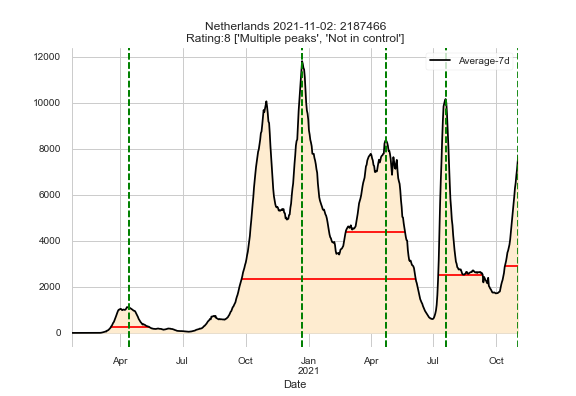 Netherlands 2021-11-02: 2187466
Rating:8 ['Multiple peaks', 'Not in control']
Average-7d
12000
10000
8000
6000
4000
2000
0
Apr Jul Oct Jan Apr Jul Oct
2021
Date